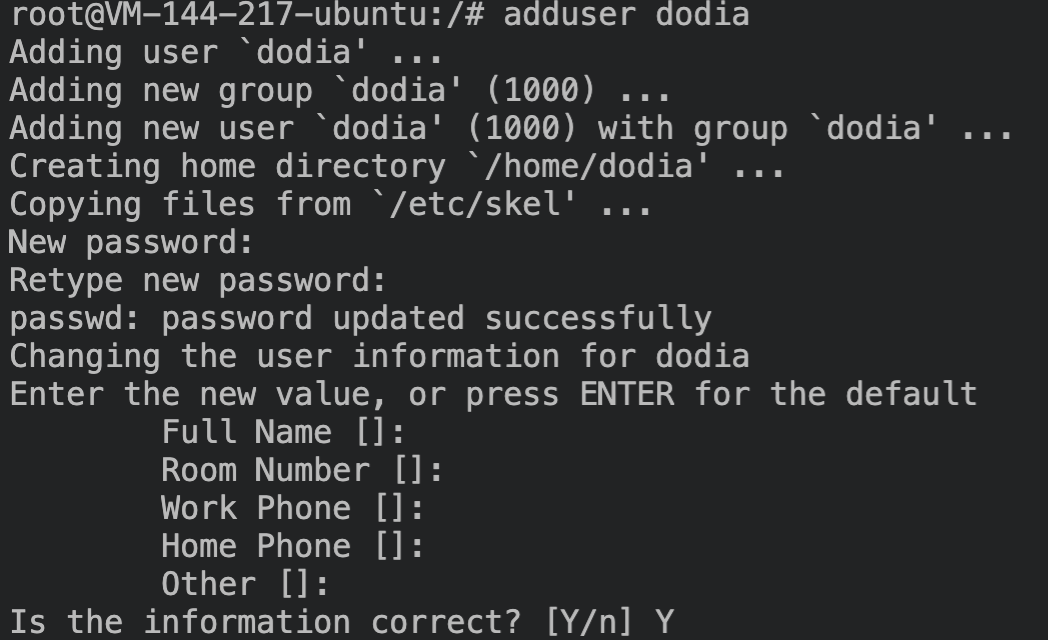 root@VM-144-217-ubuntu:/# adduser dodia
Adding user `dodia' ...
Adding new group `dodia' (1000) ...
Adding new user `dodia' (1000) with group `dodia' ...
Creating home directory `/home/dodia' ...
Copying files from `/etc/skel' ...
New password:
Retype new password:
passwd: password updated successfully
Changing the user information for dodia
Enter the new value, or press ENTER for the default
        Full Name []:
        Room Number []:
        Work Phone []:
        Home Phone []:
        Other []:
Is the information correct? [Y/n] Y